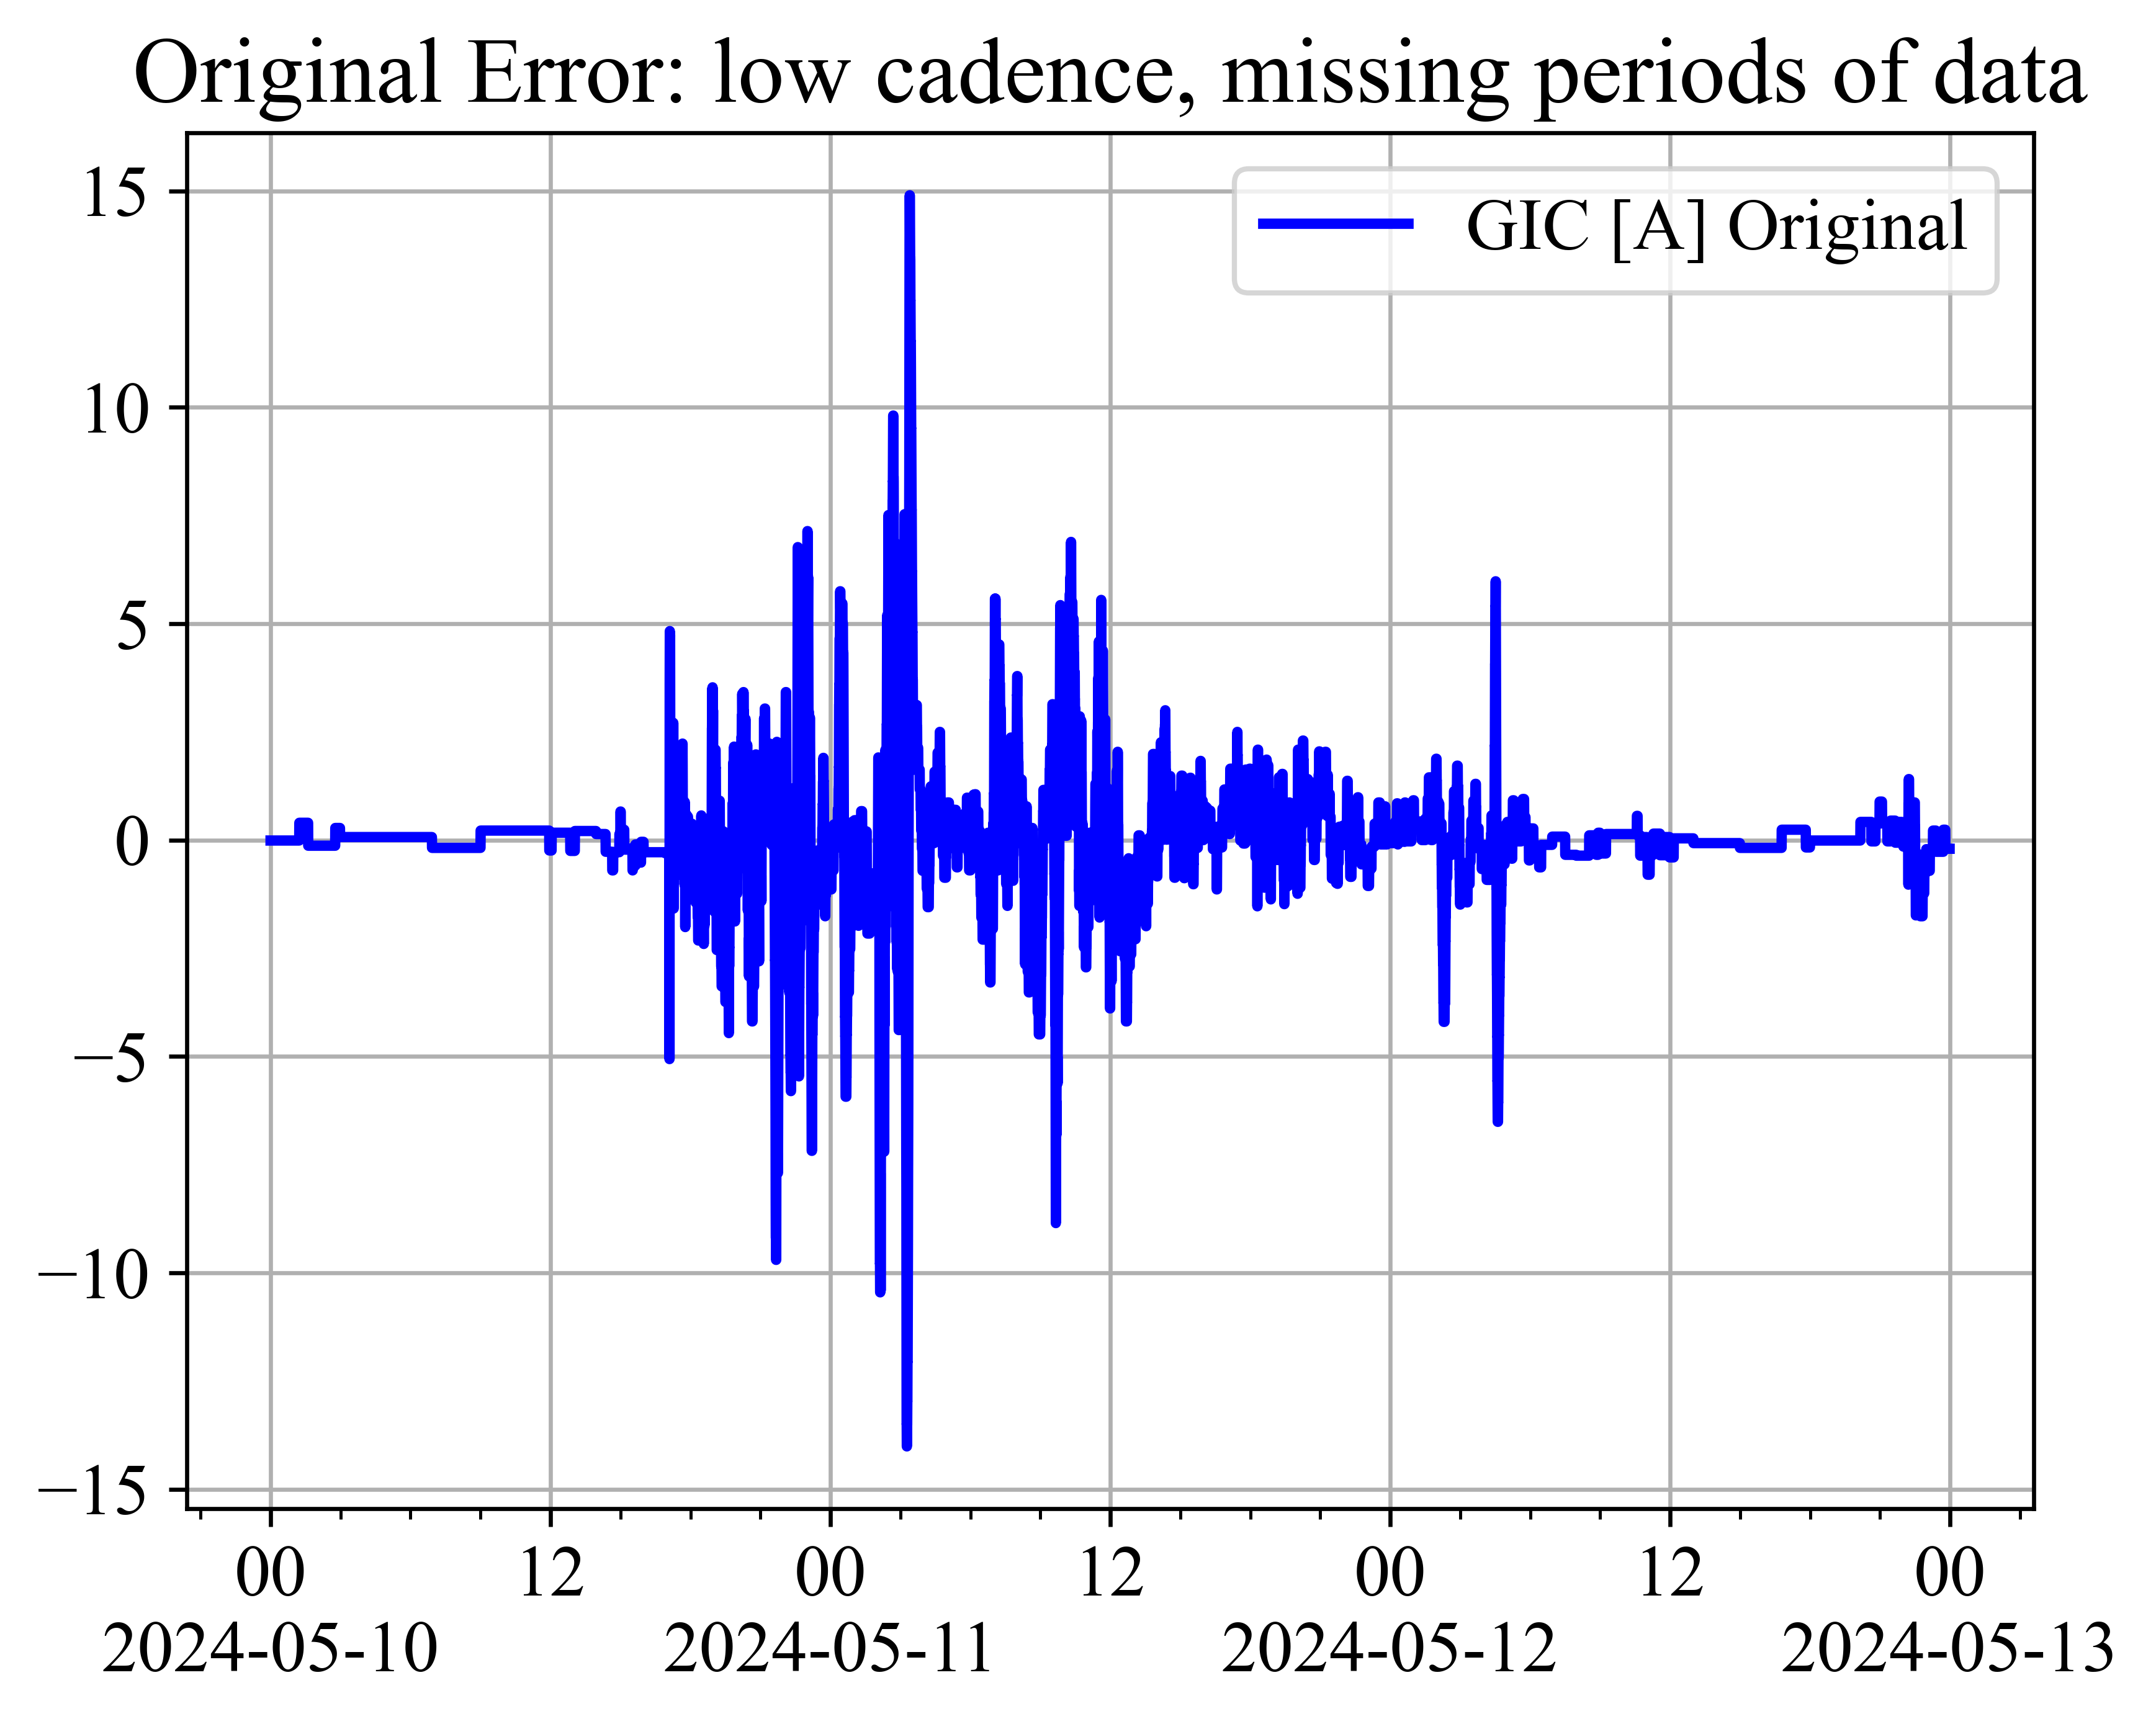 Original Error: low cadence, missing periods of data
GIC [A] Original
15
10
5
0
−5
−10
−15
00 12 00 12 00 12 00
2024-05-10 2024-05-11 2024-05-12 2024-05-13